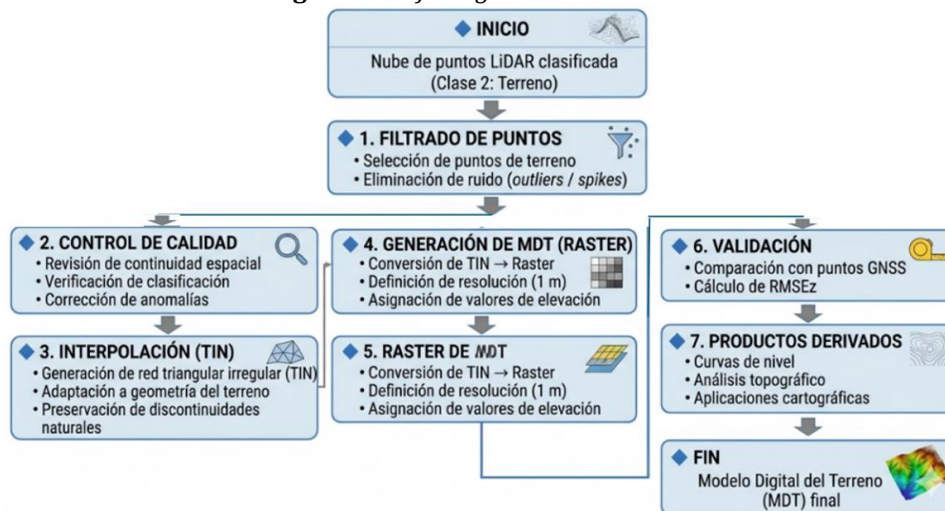 INICIO
Nube de puntos LiDAR clasificada
(Clase 2: Terreno)
1. FILTRADO DE PUNTOS
• Selección de puntos de terreno
• Eliminación de ruido (outliers / spikes)
2. CONTROL DE CALIDAD
• Revisión de continuidad espacial
• Verificación de clasificación
• Corrección de anomalías
3. INTERPOLACIÓN (TIN)
• Generación de red triangular irregular (TIN)
• Adaptación a geometría del terreno
• Preservación de discontinuidades
naturales
4. GENERACIÓN DE MDT (RASTER)
• Conversión de TIN → Raster
• Definición de resolución (1 m)
• Asignación de valores de elevación
5. RASTER DE MDT
• Conversión de TIN → Raster
• Definición de resolución (1 m)
• Asignación de valores de elevación
6. VALIDACIÓN
• Comparación con puntos GNSS
• Cálculo de RMSEz
7. PRODUCTOS DERIVADOS
• Curvas de nivel
• Análisis topográfico
• Aplicaciones cartográficas
FIN
Modelo Digital del Terreno
(MDT) final